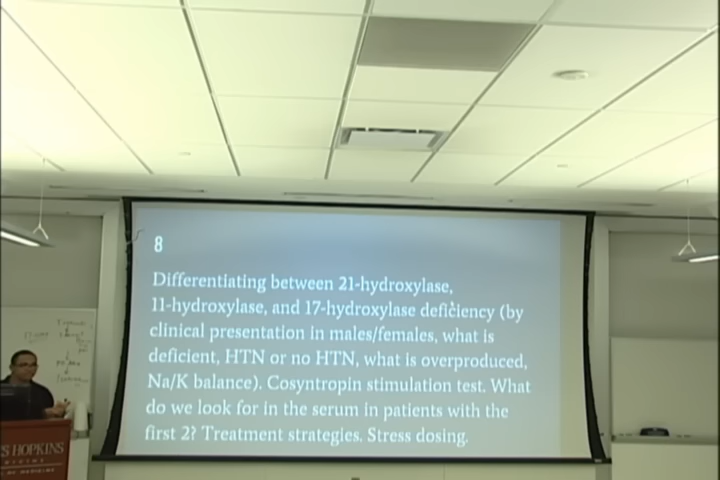 8
Differentiating between 21-hydroxylase,
11-hydroxylase, and 17-hydroxylase deficiency (by
clinical presentation in males/females, what is
deficient, HTN or no HTN, what is overproduced,
Na/K balance). Cosyntropin stimulation test. What
do we look for in the serum in patients with the
first 2? Treatment strategies. Stress dosing.
HOPKINS